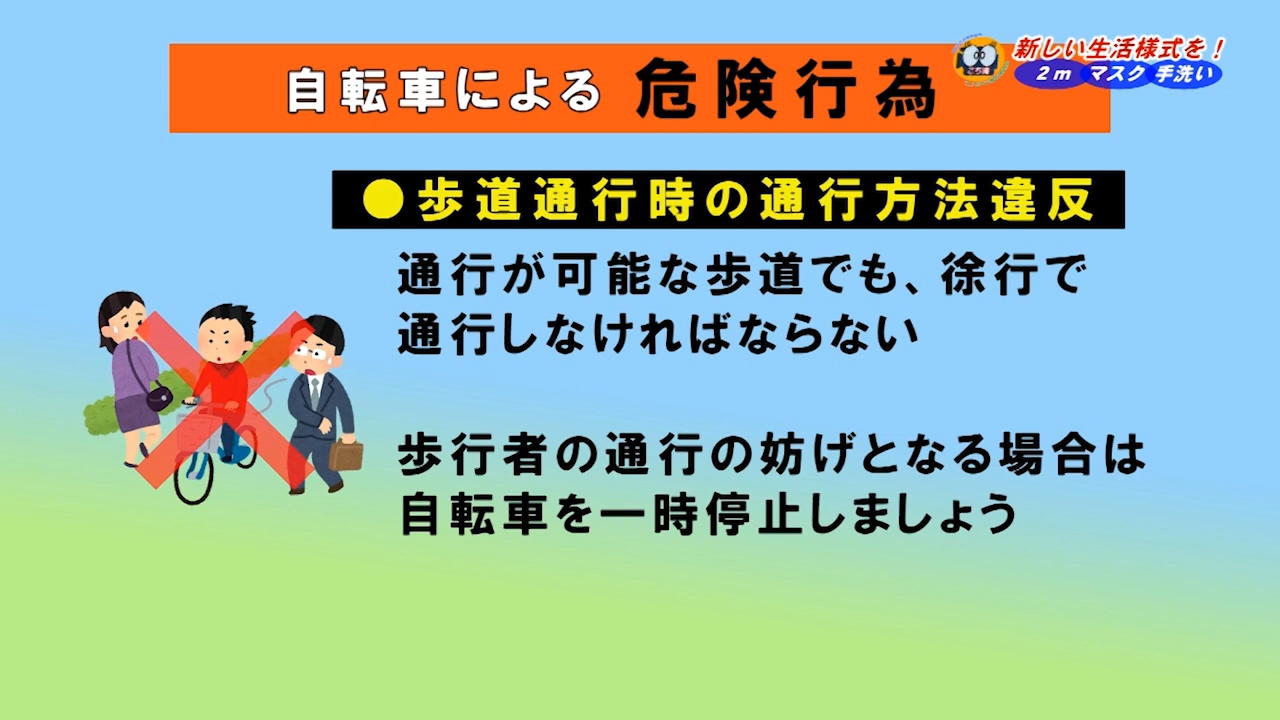 自転車による 危険行為
新しい生活様式を！
2m マスク 手洗い
●歩道通行時の通行方法違反
通行が可能な歩道でも、徐行で
通行しなければならない
歩行者の通行の妨げとなる場合は
自転車を一時停止しましょう